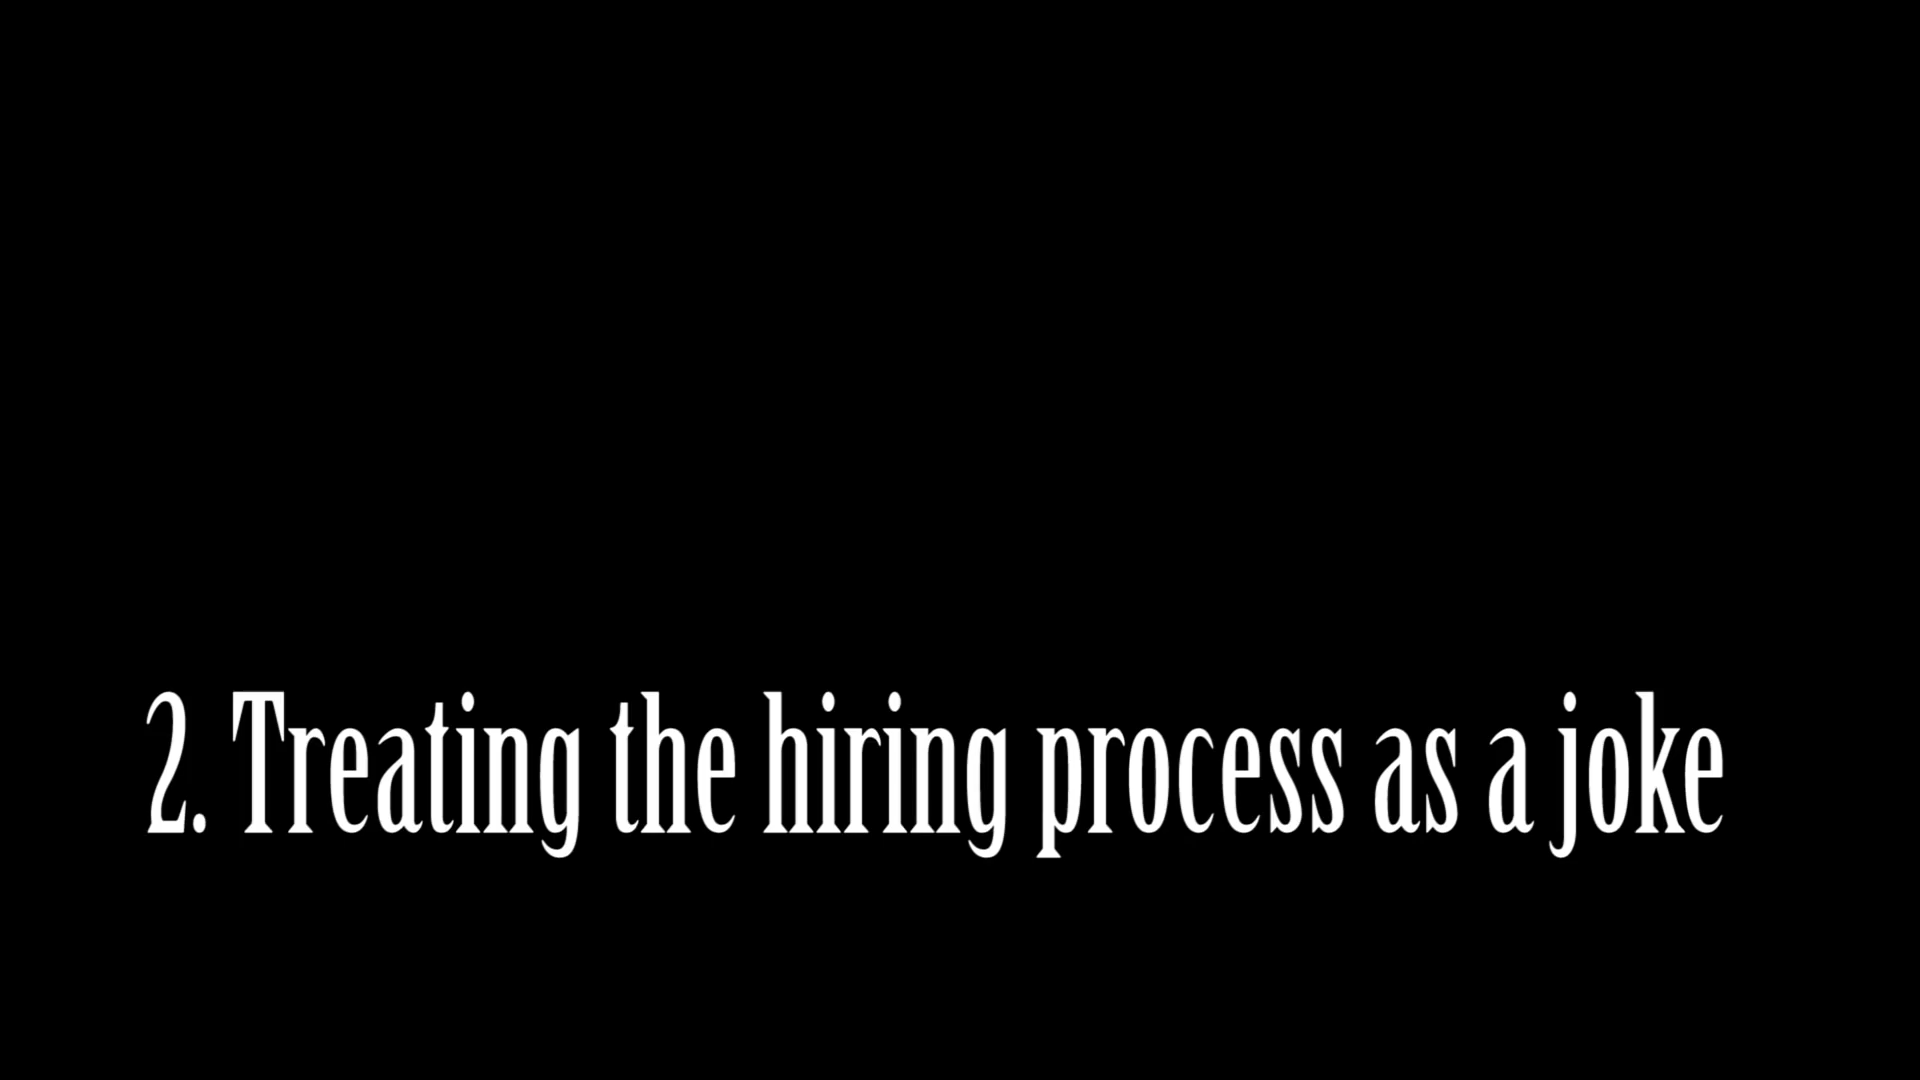 2. Treating the hiring process as a joke